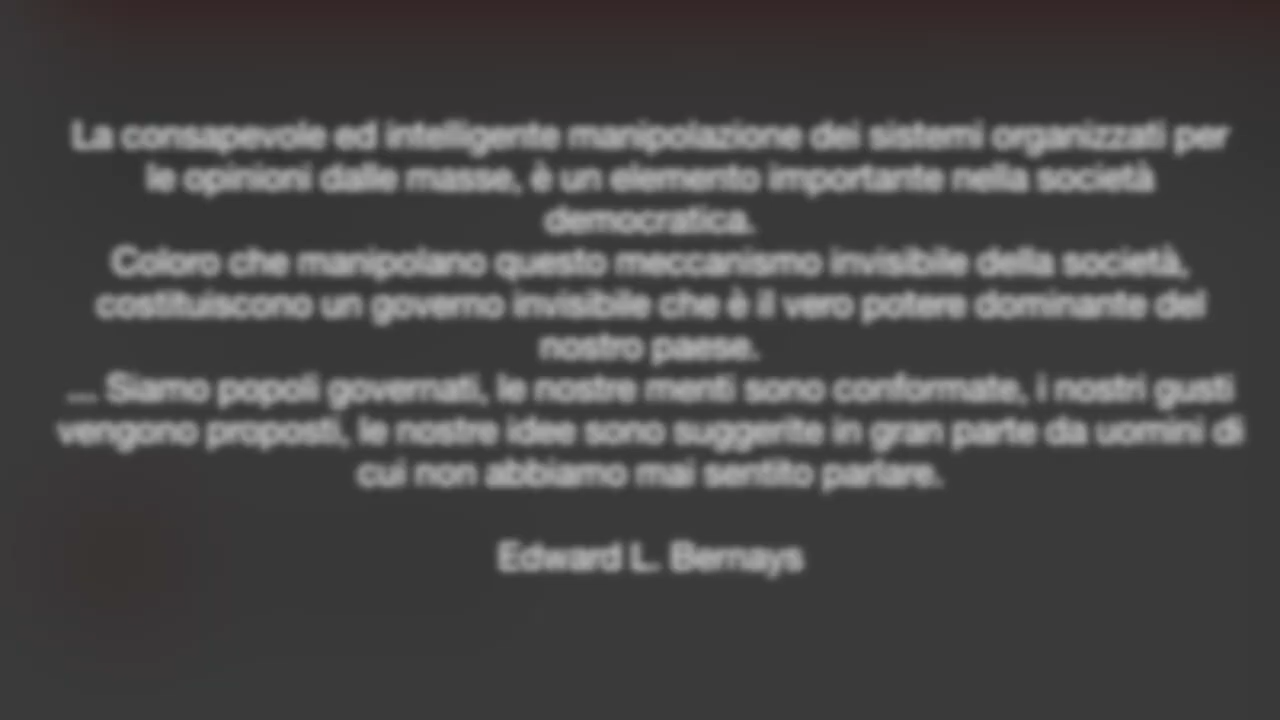 La consapevole ed intelligente manipolazione dei sistemi organizzati per
le opinioni dalle masse, è un elemento importante nella società
democratica.
Coloro che manipolano questo meccanismo invisibile della società,
costituiscono un governo invisibile che è il vero potere dominante del
nostro paese.
... Siamo popoli governati, le nostre menti sono conformate, i nostri gusti
vengono proposti, le nostre idee sono suggerite in gran parte da uomini di
cui non abbiamo mai sentito parlare.
Edward L. Bernays